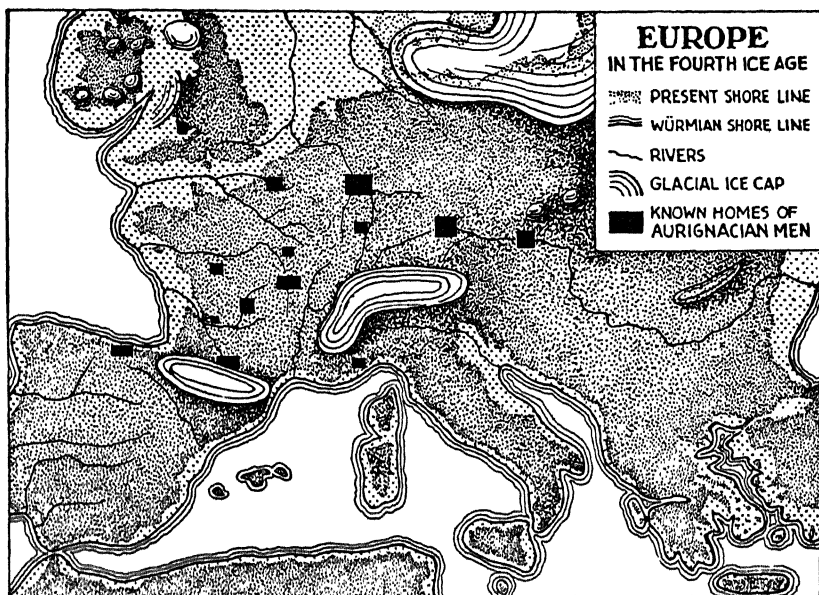 EUROPE
IN THE FOURTH ICE AGE
PRESENT SHORE LINE
WÜRMIAN SHORE LINE
RIVERS
GLACIAL ICE CAP
KNOWN HOMES OF
AURIGNACIAN MEN